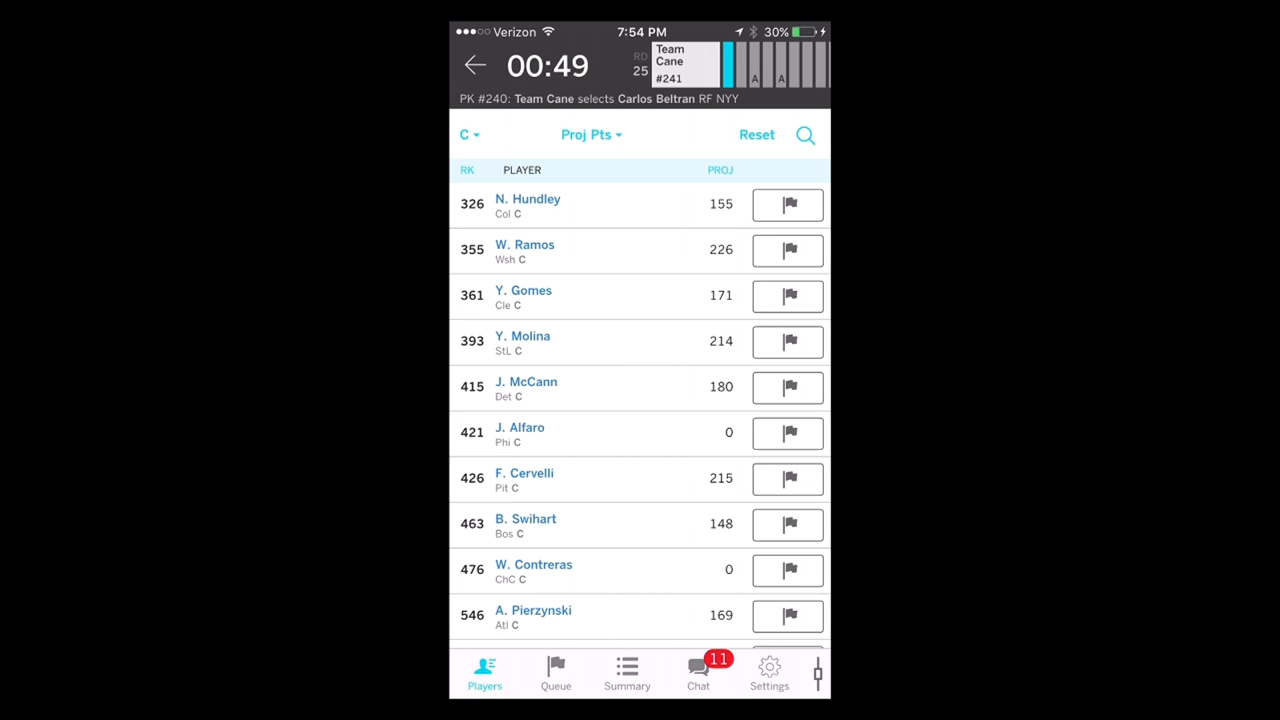 Verizon 7:54 PM 30%
00:49 RD 25 Team Cane #241 A A
PK #240: Team Cane selects Carlos Beltran RF NYY
C Proj Pts Reset
RK PLAYER PROJ
326 N. Hundley 155
Col C
355 W. Ramos 226
Wsh C
361 Y. Gomes 171
Cle C
393 Y. Molina 214
StL C
415 J. McCann 180
Det C
421 J. Alfaro 0
Phi C
426 F. Cervelli 215
Pit C
463 B. Swihart 148
Bos C
476 W. Contreras 0
ChC C
546 A. Pierzynski 169
Atl C
11
Players Queue Summary Chat Settings